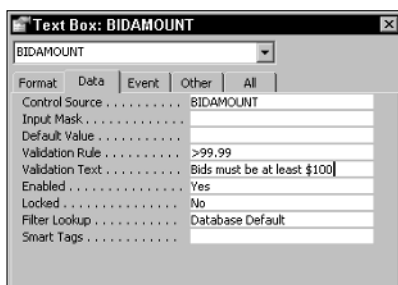 Text Box: BIDAMOUNT
BIDAMOUNT
Format Data Event Other All
Control Source . . . . . . . . . . BIDAMOUNT
Input Mask . . . . . . . . . . . . .
Default Value . . . . . . . . . . .
Validation Rule . . . . . . . . . . >99.99
Validation Text . . . . . . . . . . Bids must be at least $100
Enabled . . . . . . . . . . . . . . . Yes
Locked . . . . . . . . . . . . . . . . No
Filter Lookup . . . . . . . . . . . . Database Default
Smart Tags . . . . . . . . . . . .